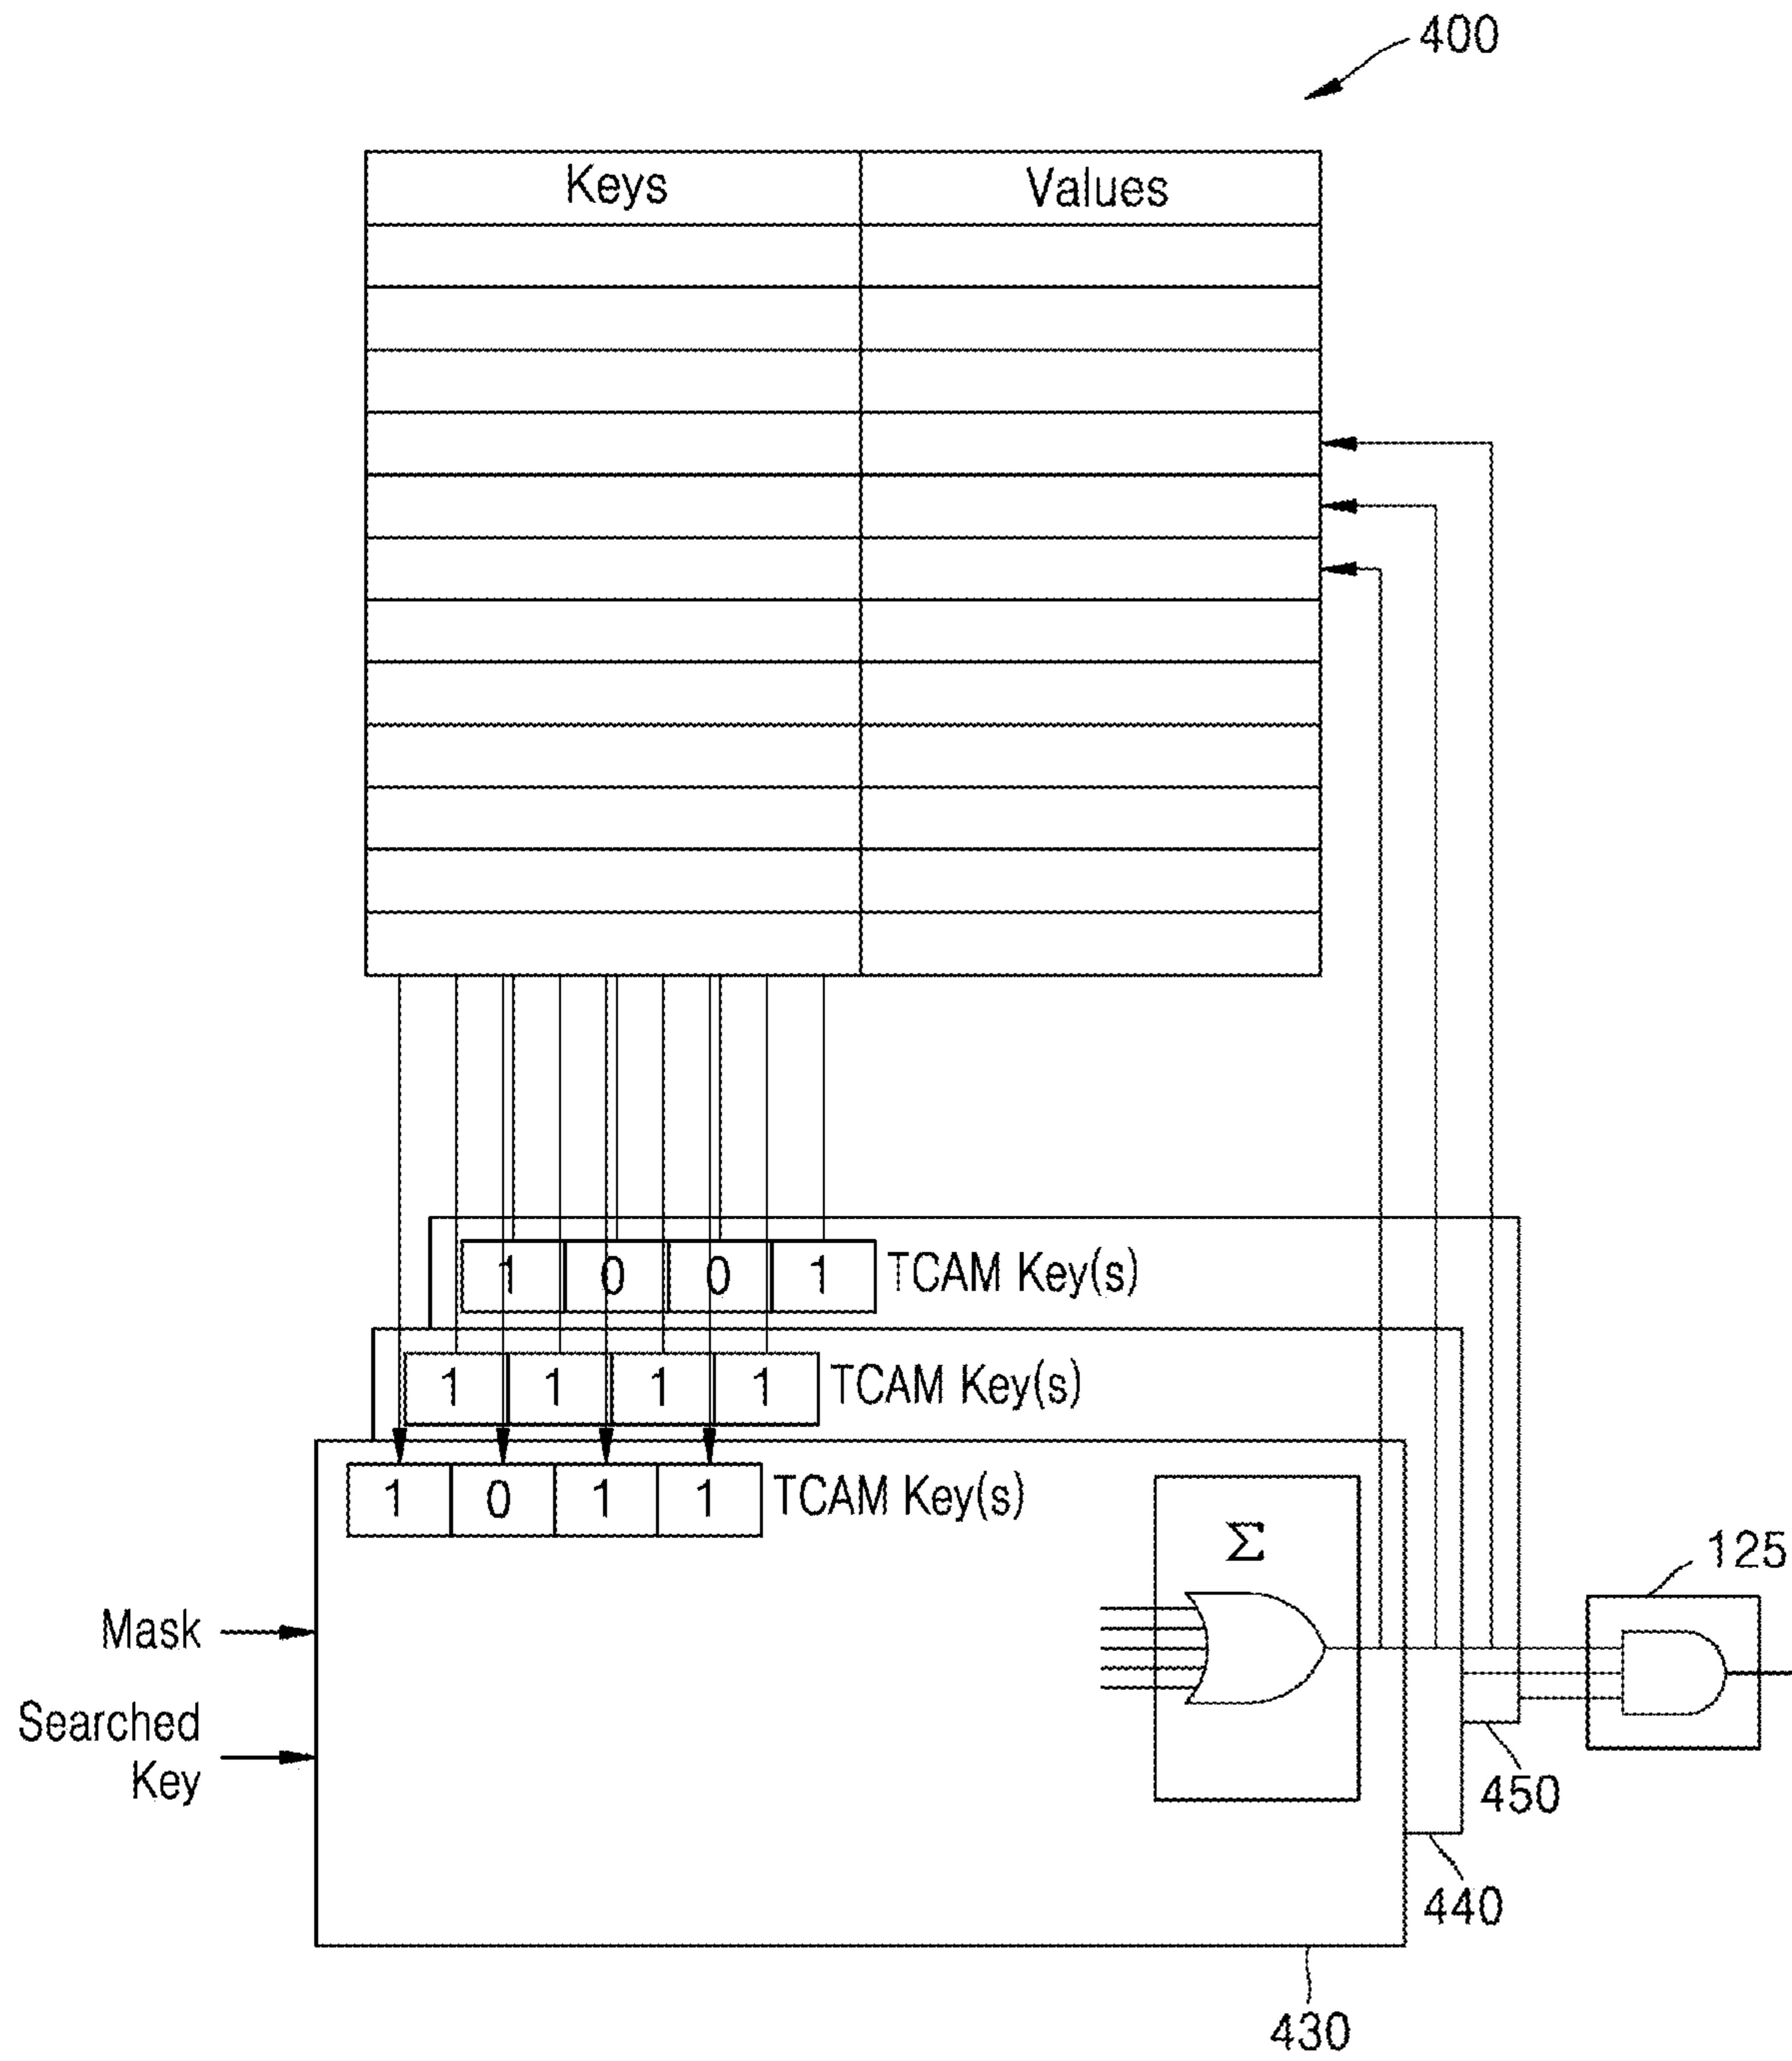 400
Keys Values
1 0 0 1 TCAM Key(s)
1 1 1 1 TCAM Key(s)
1 0 1 1 TCAM Key(s)
Σ
125
Mask
Searched
Key
450
440
430